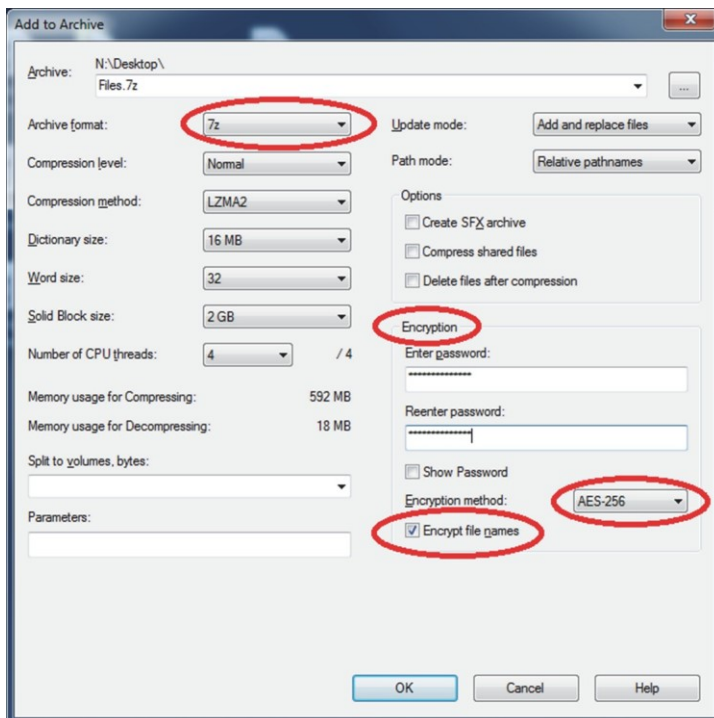 Add to Archive
Archive:
N:\Desktop\
Files.7z
...
Archive format:
7z
Compression level:
Normal
Compression method:
LZMA2
Dictionary size:
16 MB
Word size:
32
Solid Block size:
2 GB
Number of CPU threads:
4
/ 4
Memory usage for Compressing:
592 MB
Memory usage for Decompressing:
18 MB
Split to volumes, bytes:
Parameters:
Update mode:
Add and replace files
Path mode:
Relative pathnames
Options
Create SFX archive
Compress shared files
Delete files after compression
Encryption
Enter password:
**************
Reenter password:
**************
Show Password
Encryption method:
AES-256
Encrypt file names
OK
Cancel
Help